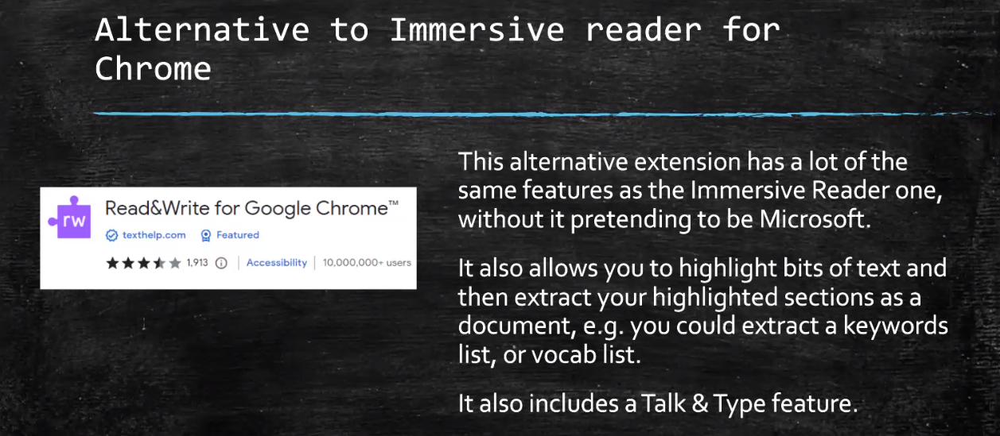 Alternative to Immersive reader for
Chrome
rw
Read&Write for Google Chrome™
texthelp.com Featured
1,913 Accessibility 10,000,000+ users
This alternative extension has a lot of the
same features as the Immersive Reader one,
without it pretending to be Microsoft.
It also allows you to highlight bits of text and
then extract your highlighted sections as a
document, e.g. you could extract a keywords
list, or vocab list.
It also includes a Talk & Type feature.